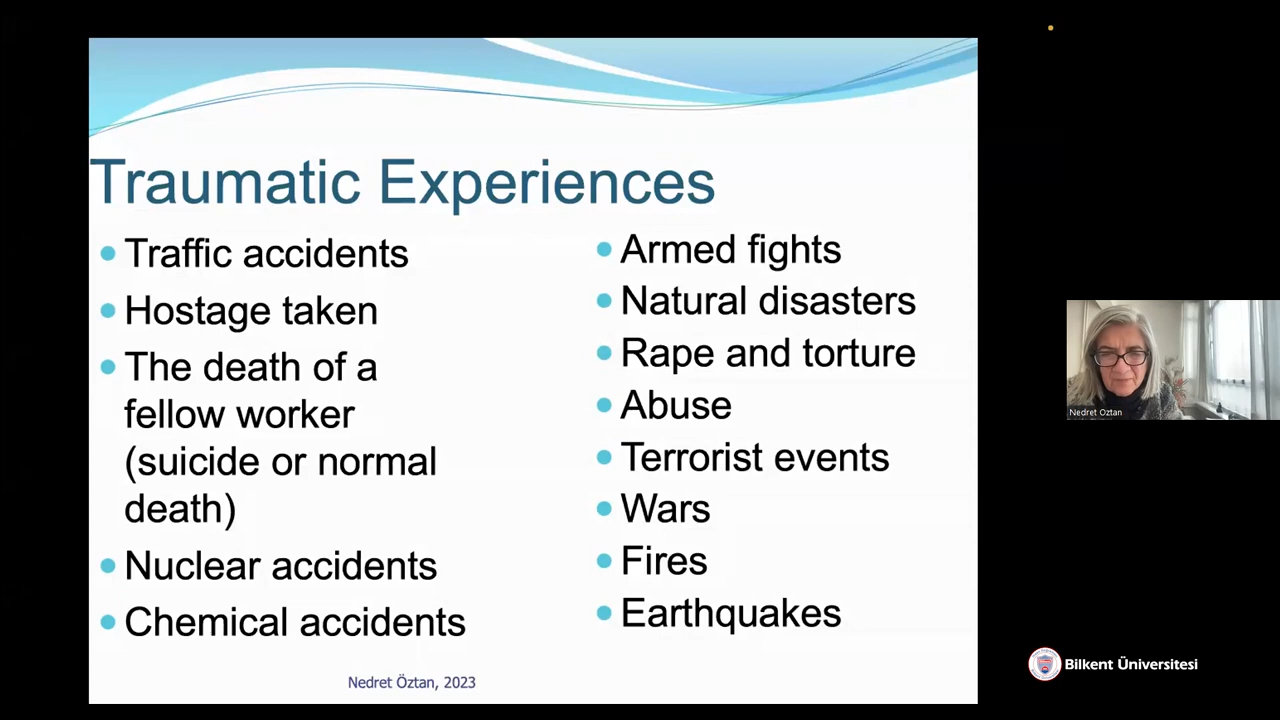 Traumatic Experiences
Traffic accidents
Hostage taken
The death of a
fellow worker
(suicide or normal
death)
Nuclear accidents
Chemical accidents
Armed fights
Natural disasters
Rape and torture
Abuse
Terrorist events
Wars
Fires
Earthquakes
Nedret Öztan, 2023
Nedret Oztan
Bilkent Üniversitesi